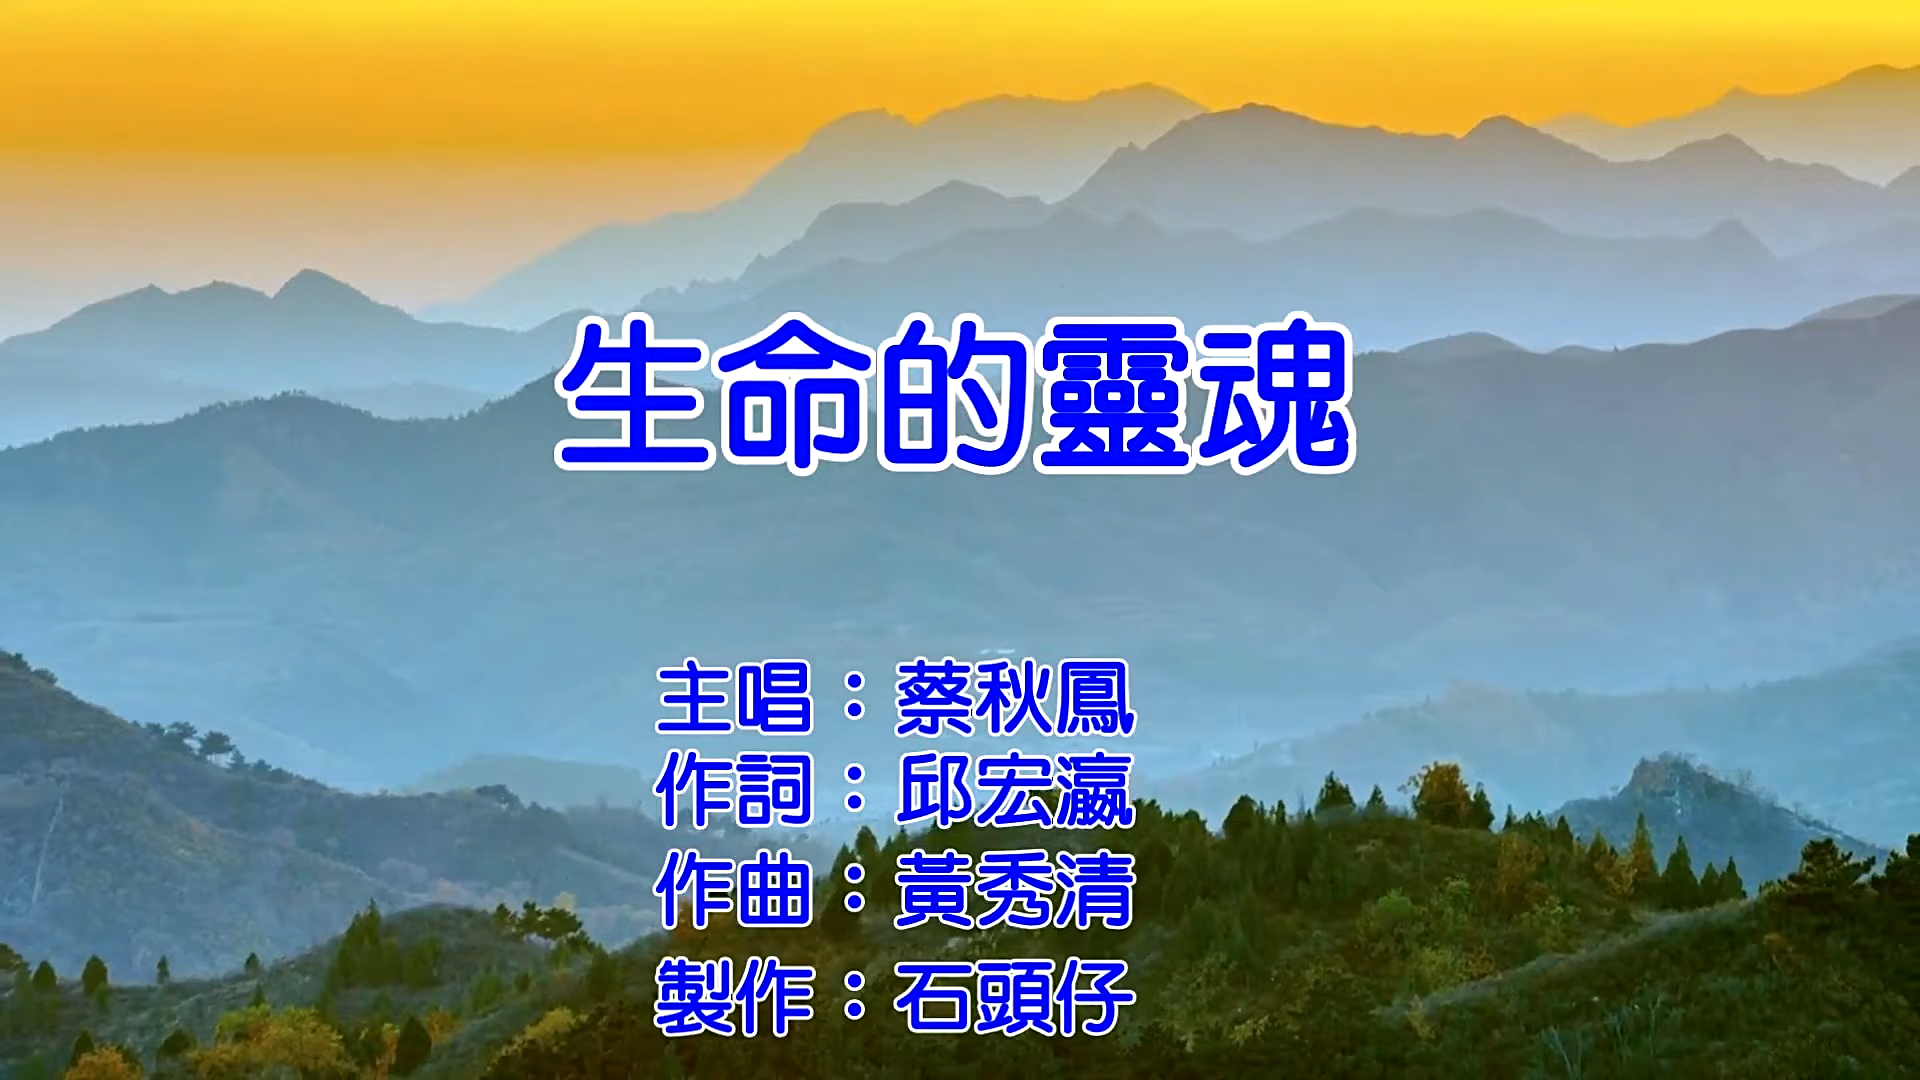 生命的靈魂
主唱：蔡秋鳳
作詞：邱宏瀛
作曲：黃秀清
製作：石頭仔